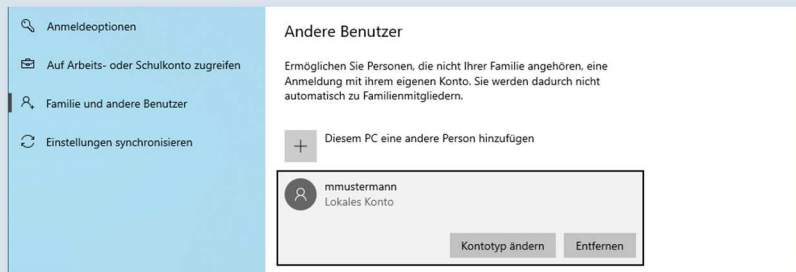 Anmeldeoptionen
Auf Arbeits- oder Schulkonto zugreifen
Familie und andere Benutzer
Einstellungen synchronisieren
Andere Benutzer
Ermöglichen Sie Personen, die nicht Ihrer Familie angehören, eine
Anmeldung mit ihrem eigenen Konto. Sie werden dadurch nicht
automatisch zu Familienmitgliedern.
Diesem PC eine andere Person hinzufügen
mmustermann
Lokales Konto
Kontotyp ändern
Entfernen